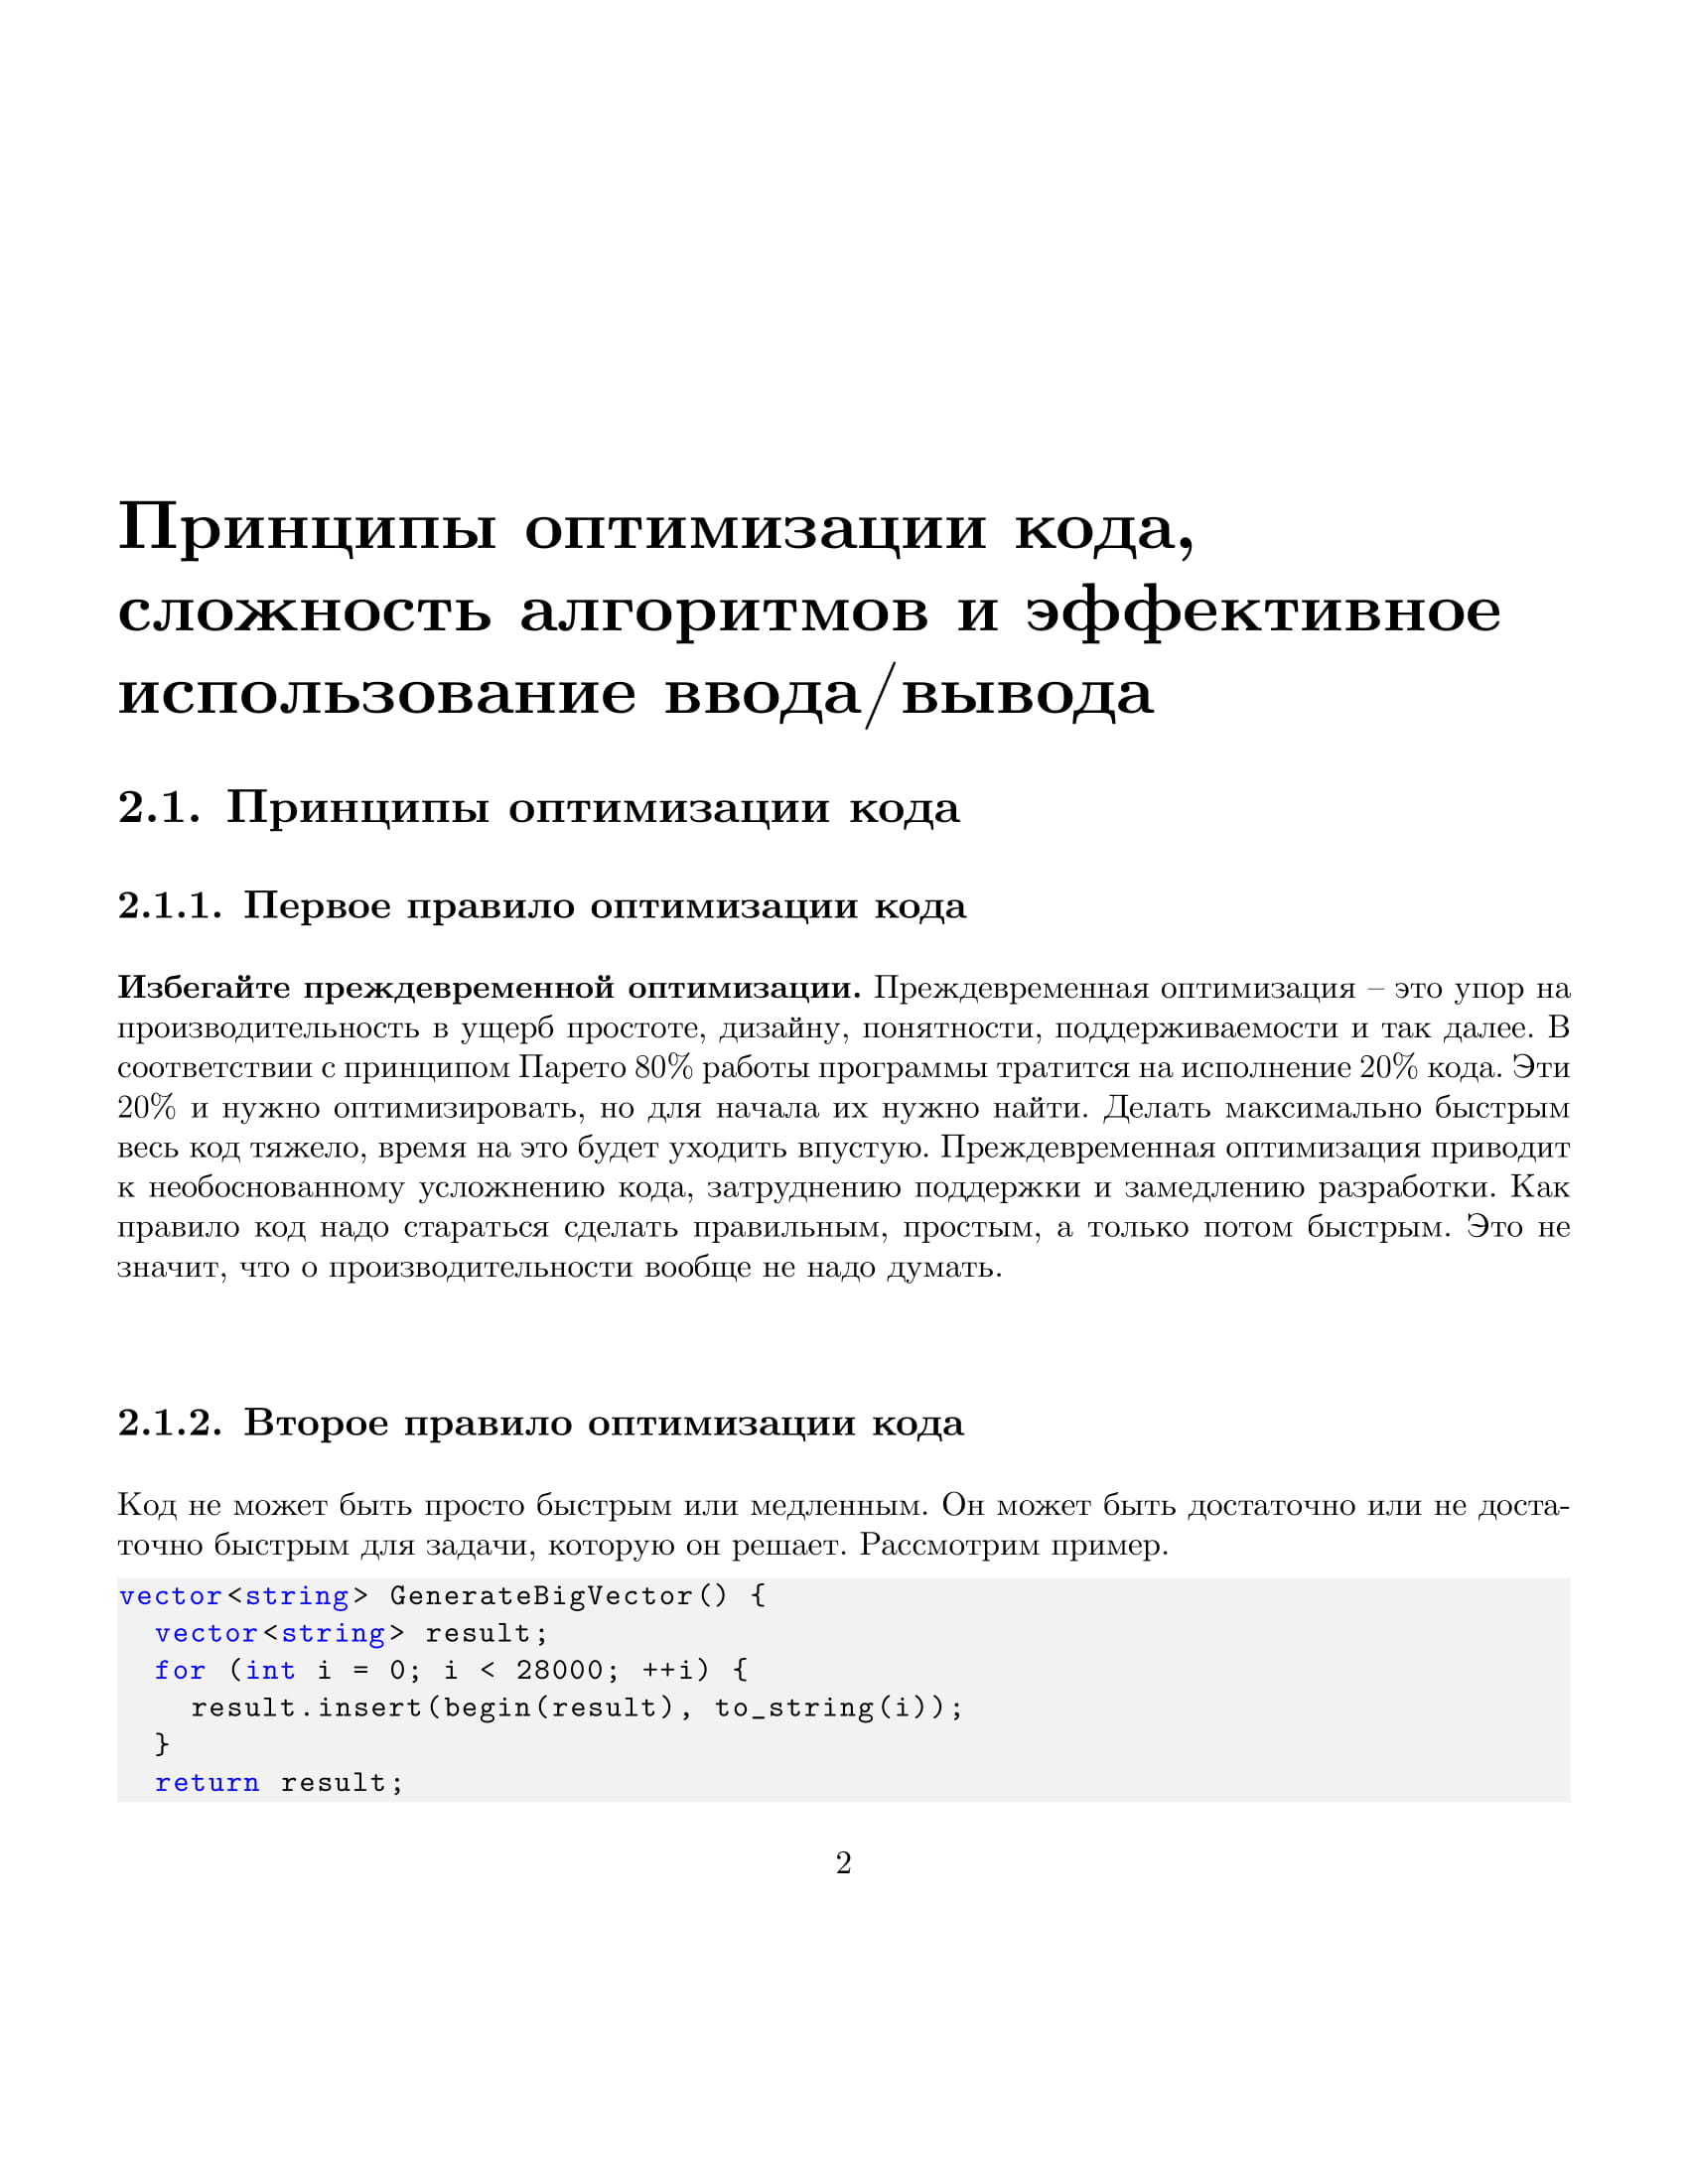 Принципы оптимизации кода,
сложность алгоритмов и эффективное
использование ввода/вывода
2.1. Принципы оптимизации кода
2.1.1. Первое правило оптимизации кода
Избегайте преждевременной оптимизации. Преждевременная оптимизация – это упор на
производительность в ущерб простоте, дизайну, понятности, поддерживаемости и так далее. В
соответствии с принципом Парето 80% работы программы тратится на исполнение 20% кода. Эти
20% и нужно оптимизировать, но для начала их нужно найти. Делать максимально быстрым
весь код тяжело, время на это будет уходить впустую. Преждевременная оптимизация приводит
к необоснованному усложнению кода, затруднению поддержки и замедлению разработки. Как
правило код надо стараться сделать правильным, простым, а только потом быстрым. Это не
значит, что о производительности вообще не надо думать.
2.1.2. Второе правило оптимизации кода
Код не может быть просто быстрым или медленным. Он может быть достаточно или не доста-
точно быстрым для задачи, которую он решает. Рассмотрим пример.
vector<string> GenerateBigVector() {
  vector<string> result;
  for (int i = 0; i < 28000; ++i) {
    result.insert(begin(result), to_string(i));
  }
  return result;
2